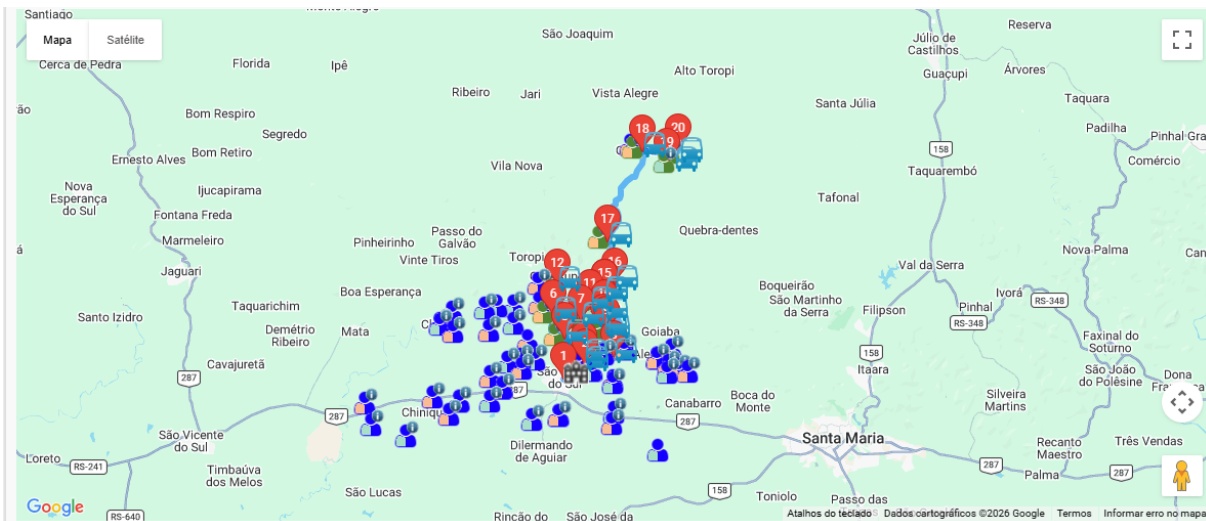 Santiago
Mapa
Satélite
Cerca de Pedra
Florida
Ipê
São Joaquim
Alto Toropi
Reserva
Júlio de
Castilhos
Guaçupi
Árvores
Ribeiro
Jari
Vista Alegre
Santa Júlia
Taquara
Bom Respiro
Segredo
Padilha
Pinhal Gra
Comércio
Ernesto Alves
Bom Retiro
18
20
19
158
Vila Nova
Taquarembó
Nova
Esperança
do Sul
Ijucapirama
Tafonal
Fontana Freda
17
Marmeleiro
Pinheirinho
Passo do
Galvão
Quebra-dentes
Vinte Tiros
Nova Palma
Jaguari
12
16
15
11
Val da Serra
Boqueirão
Boa Esperança
6
7
São Martinho
da Serra
Ivorá
RS-348
Taquarichim
Filipson
Pinhal
RS-348
Santo Izidro
Demétrio
Ribeiro
Mata
Goiaba
Faxinal do
Soturno
Cavajuretã
1
158
Itaara
São João
do Polêsine
Dona
287
do Sul
287
Silveira
Martins
287
Chiniqu
Canabarro
Boca do
Monte
287
São Vicente
do Sul
Dilermando
de Aguiar
Santa Maria
Recanto
Maestro
Três Vendas
Loreto
RS-241
Timbaúva
dos Melos
287
Palma
287
São Lucas
158
Toniolo
Passo das
Google
RS-640
Rincão do
São José da
Atalhos do teclado
Dados cartográficos ©2026 Google
Termos
Informar erro no mapa